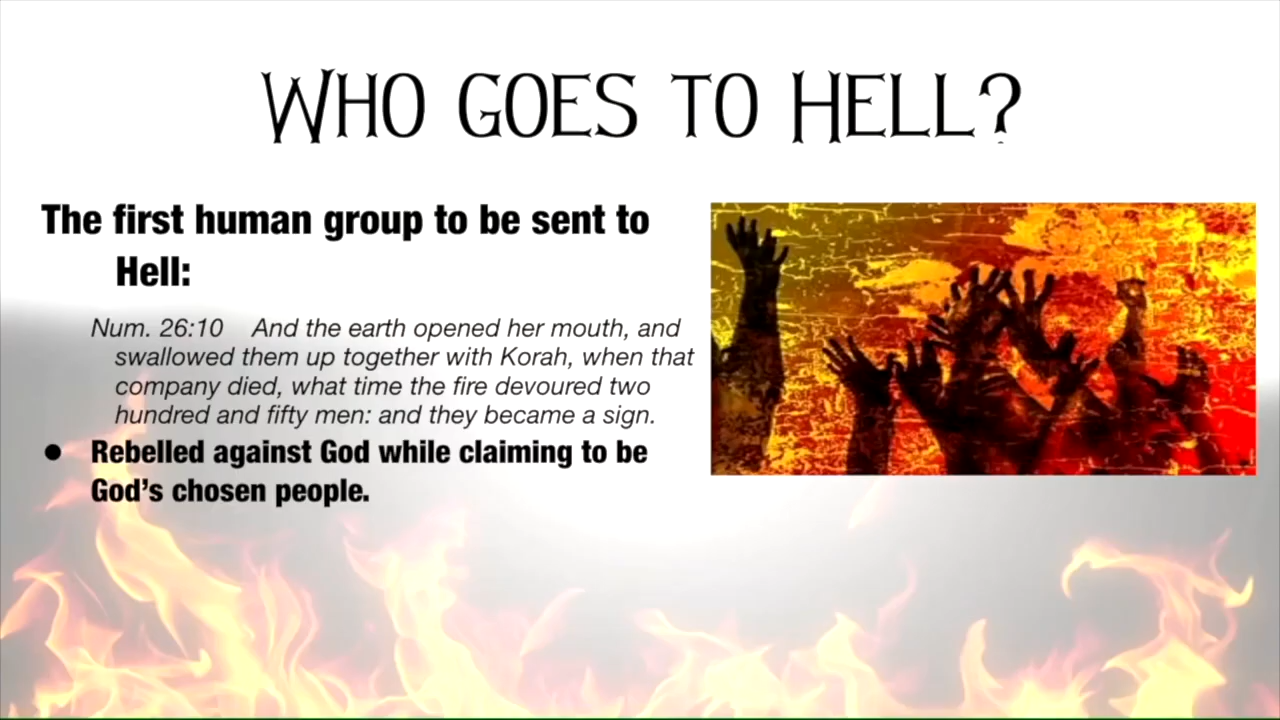 WHO GOES TO HELL?
The first human group to be sent to
Hell:
Num. 26:10 And the earth opened her mouth, and
swallowed them up together with Korah, when that
company died, what time the fire devoured two
hundred and fifty men: and they became a sign.
● Rebelled against God while claiming to be
God's chosen people.